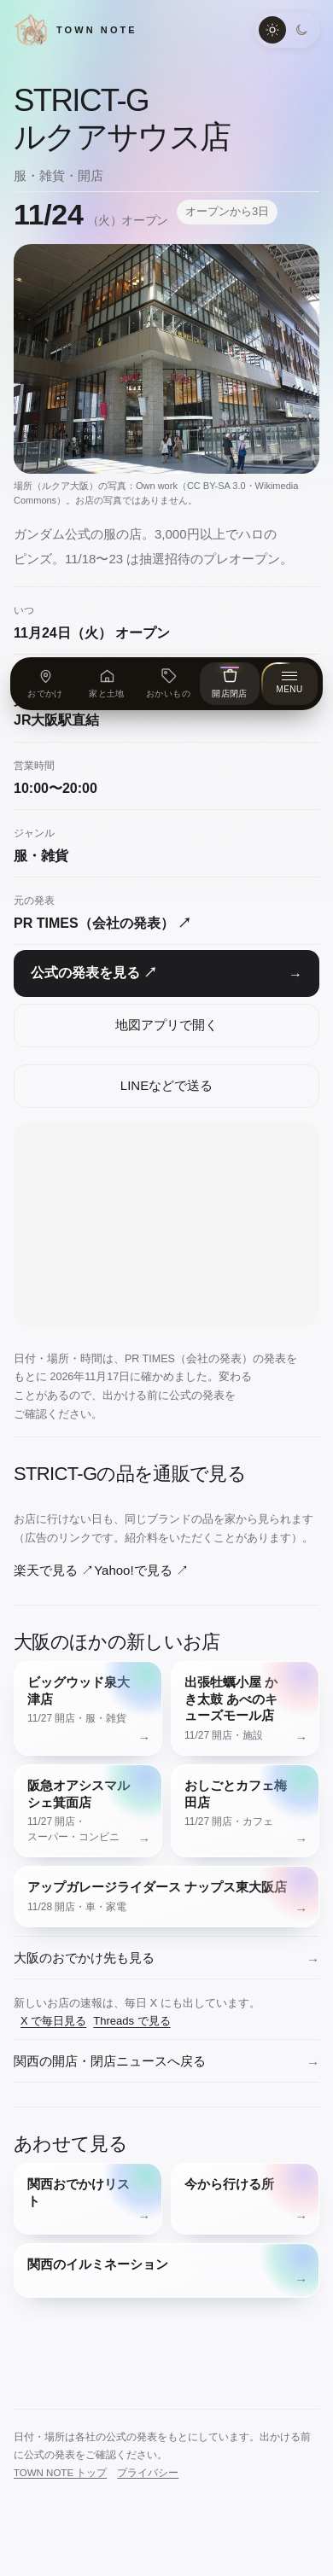 TOWN NOTE
STRICT-G
ルクアサウス店
服・雑貨・開店
11/24（火）オープン オープンから3日
場所（ルクア大阪）の写真：Own work（CC BY-SA 3.0・Wikimedia
Commons）。お店の写真ではありません。
ガンダム公式の服の店。3,000円以上でハロの
ピンズ。11/18〜23 は抽選招待のプレオープン。
いつ
11月24日（火） オープン
おでかけ
家と土地
おかいもの
開店閉店
MENU
JR大阪駅直結
営業時間
10:00〜20:00
ジャンル
服・雑貨
元の発表
PR TIMES（会社の発表） ↗
公式の発表を見る ↗ →
地図アプリで開く
LINEなどで送る
日付・場所・時間は、PR TIMES（会社の発表）の発表を
もとに 2026年11月17日に確かめました。変わる
ことがあるので、出かける前に公式の発表を
ご確認ください。
STRICT-Gの品を通販で見る
お店に行けない日も、同じブランドの品を家から見られます
（広告のリンクです。紹介料をいただくことがあります）。
楽天で見る ↗Yahoo!で見る ↗
大阪のほかの新しいお店
ビッグウッド泉大
津店
11/27 開店・服・雑貨
→
出張牡蠣小屋 か
き太鼓 あべのキ
ューズモール店
11/27 開店・施設
→
阪急オアシスマル
シェ箕面店
11/27 開店・
スーパー・コンビニ
→
おしごとカフェ梅
田店
11/27 開店・カフェ
→
アップガレージライダース ナップス東大阪店
11/28 開店・車・家電
→
大阪のおでかけ先も見る →
新しいお店の速報は、毎日 X にも出しています。
X で毎日見る Threads で見る
関西の開店・閉店ニュースへ戻る →
あわせて見る
関西おでかけリス
ト
→
今から行ける所
→
関西のイルミネーション
→
日付・場所は各社の公式の発表をもとにしています。出かける前
に公式の発表をご確認ください。
TOWN NOTE トップ プライバシー